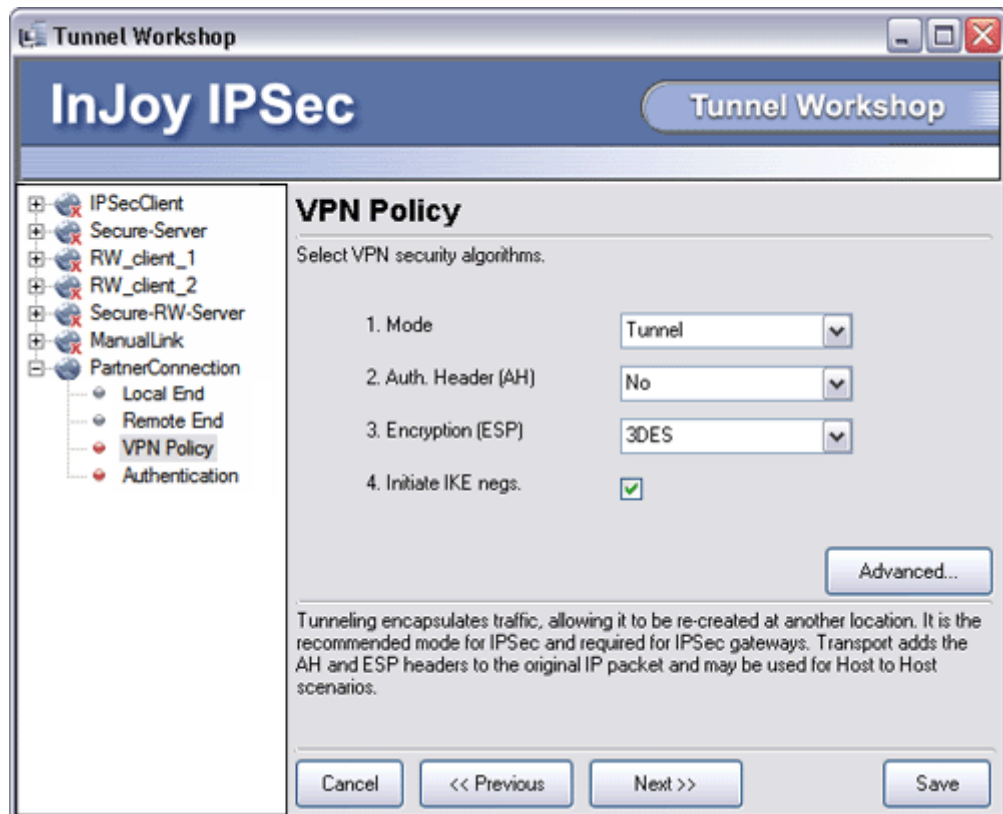 Tunnel Workshop
InJoy IPSec
Tunnel Workshop
IPSecClient
Secure-Server
RW_client_1
RW_client_2
Secure-RW-Server
ManualLink
PartnerConnection
Local End
Remote End
VPN Policy
Authentication
VPN Policy
Select VPN security algorithms.
1. Mode
Tunnel
2. Auth. Header (AH)
No
3. Encryption (ESP)
3DES
4. Initiate IKE negs.
Advanced...
Tunneling encapsulates traffic, allowing it to be re-created at another location. It is the
recommended mode for IPSec and required for IPSec gateways. Transport adds the
AH and ESP headers to the original IP packet and may be used for Host to Host
scenarios.
Cancel
<< Previous
Next >>
Save